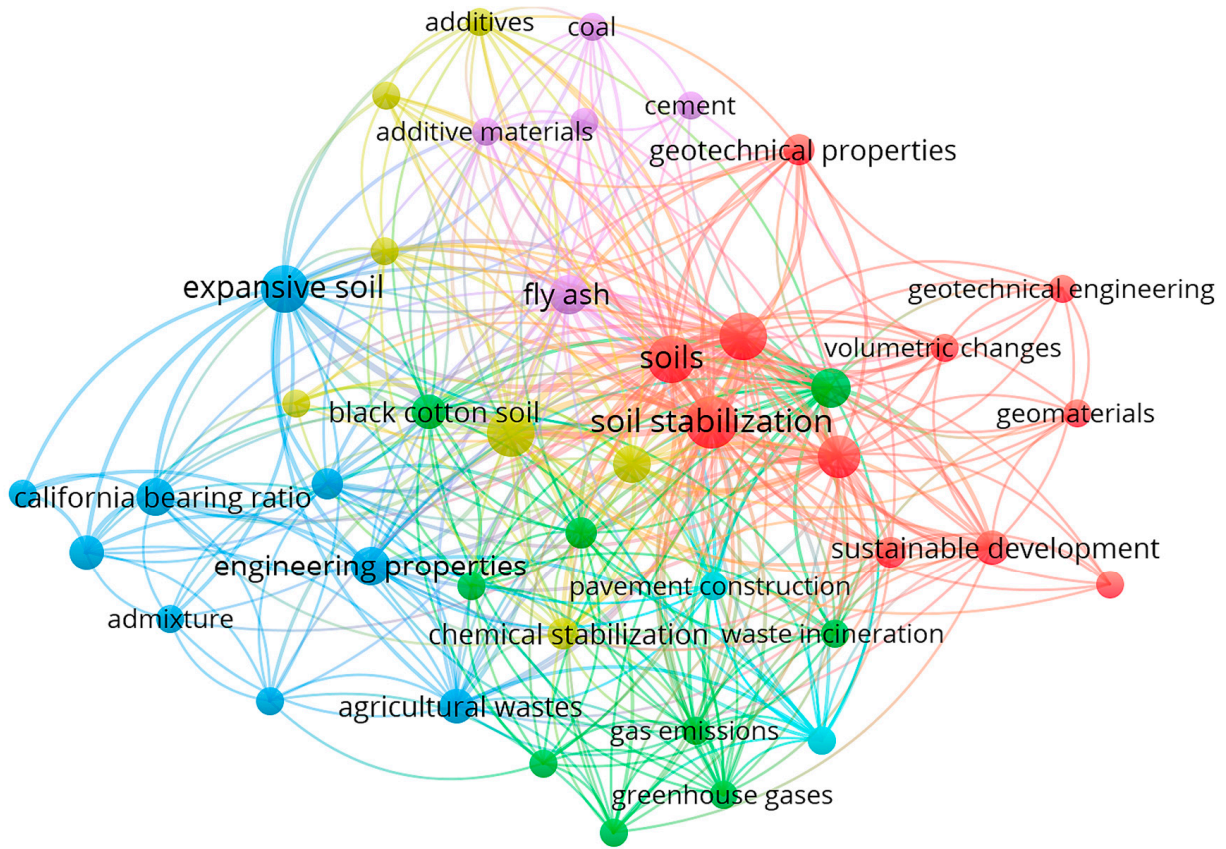 additives
coal
cement
additive materials
geotechnical properties
expansive soil
fly ash
geotechnical engineering
soils
volumetric changes
black cotton soil
soil stabilization
geomaterials
california bearing ratio
sustainable development
engineering properties
pavement construction
admixture
chemical stabilization
waste incineration
agricultural wastes
gas emissions
greenhouse gases